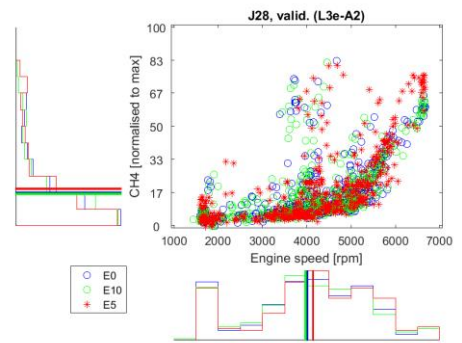 J28, valid. (L3e-A2)
CH4 [normalised to max]
100
83
67
50
33
17
0
1000 2000 3000 4000 5000 6000 7000
Engine speed [rpm]
E0
E10
E5